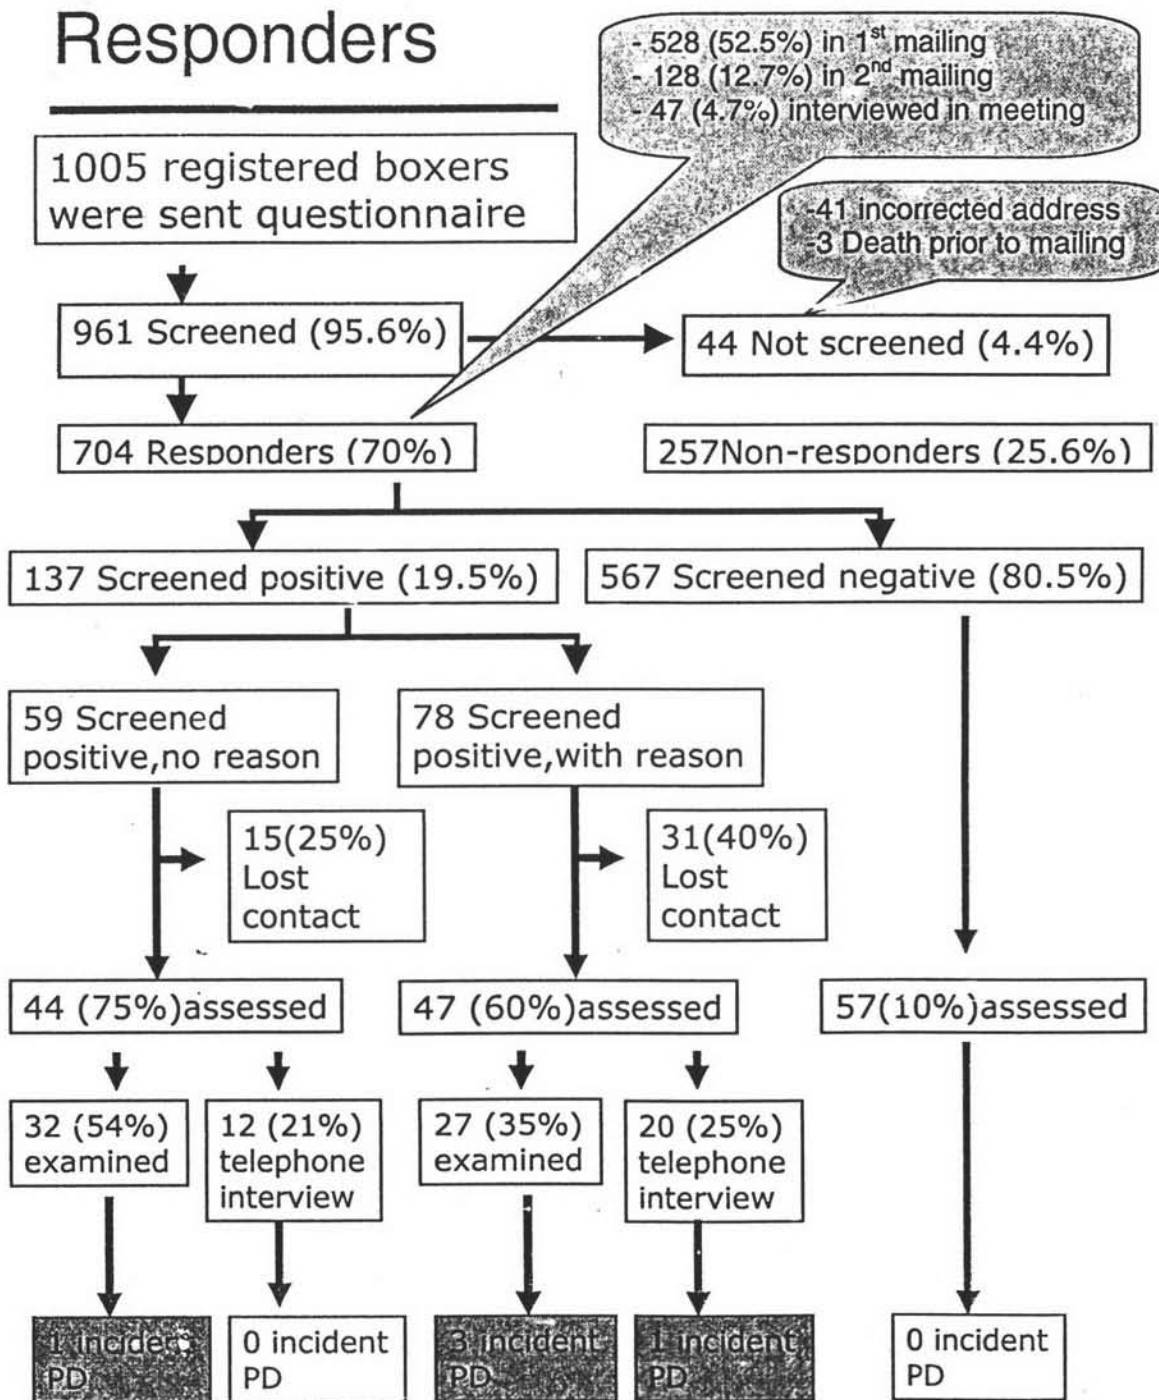 Responders
- 528 (52.5%) in 1st mailing
- 128 (12.7%) in 2nd mailing
- 47 (4.7%) interviewed in meeting
1005 registered boxers
were sent questionnaire
-41 incorrected address
-3 Death prior to mailing
961 Screened (95.6%)
44 Not screened (4.4%)
704 Responders (70%)
257Non-responders (25.6%)
137 Screened positive (19.5%)
567 Screened negative (80.5%)
59 Screened
positive,no reason
78 Screened
positive,with reason
15(25%)
Lost
contact
31(40%)
Lost
contact
44 (75%)assessed
47 (60%)assessed
57(10%)assessed
32 (54%)
examined
12 (21%)
telephone
interview
27 (35%)
examined
20 (25%)
telephone
interview
1 incident
PD
0 incident
PD
3 incident
PD
1 incident
PD
0 incident
PD